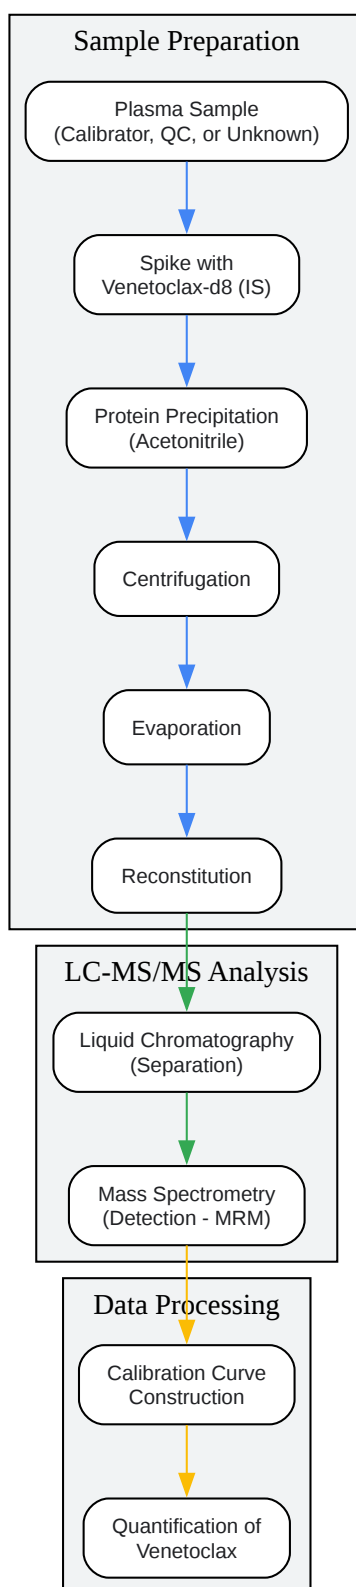 Sample Preparation
Plasma Sample
(Calibrator, QC, or Unknown)
Spike with
Venetoclax-d8 (IS)
Protein Precipitation
(Acetonitrile)
Centrifugation
Evaporation
Reconstitution
LC-MS/MS Analysis
Liquid Chromatography
(Separation)
Mass Spectrometry
(Detection - MRM)
Data Processing
Calibration Curve
Construction
Quantification of
Venetoclax